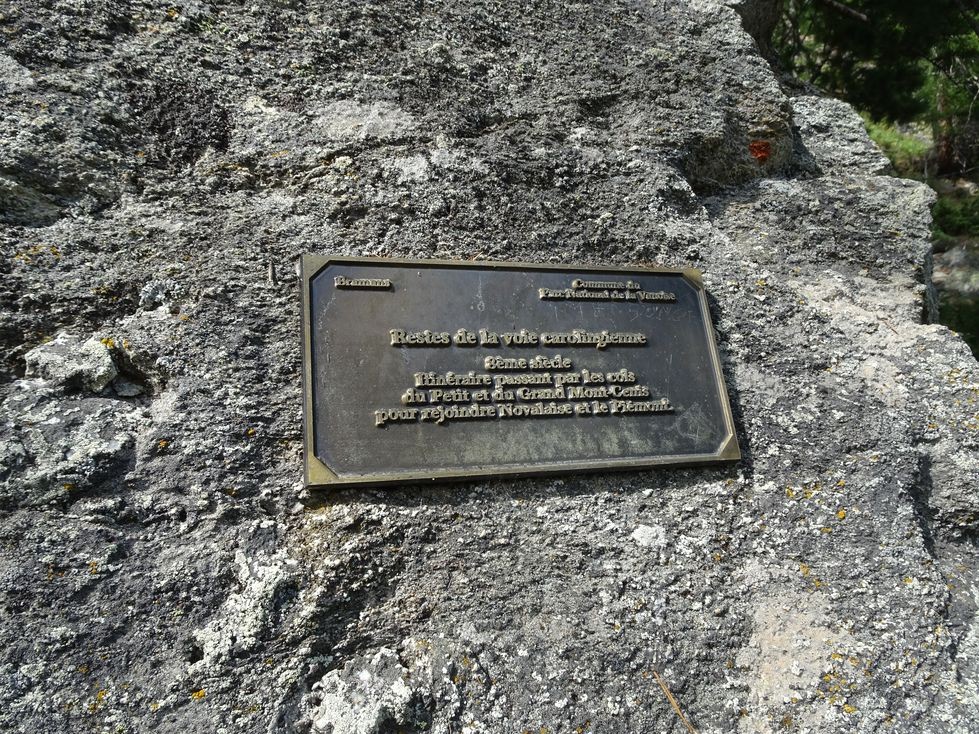 Bramans
Commune du
Parc National de la Vanoise
Restes de la voie carolingienne
8ème siècle
Itinéraire passant par les cols
du Petit et du Grand Mont-Cenis
pour rejoindre Novalaise et le Piémont.